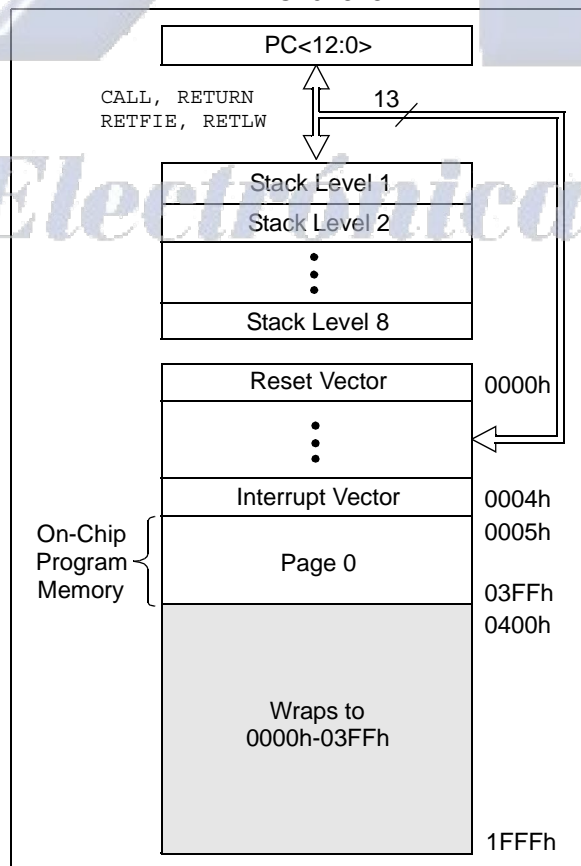 PC<12:0>
CALL, RETURN
RETFIE, RETLW
13
Electrónica
Stack Level 1
Stack Level 2
Stack Level 8
Reset Vector
0000h
Interrupt Vector
0004h
On-Chip
Program
Memory
Page 0
0005h
03FFh
0400h
Wraps to
0000h-03FFh
1FFFh